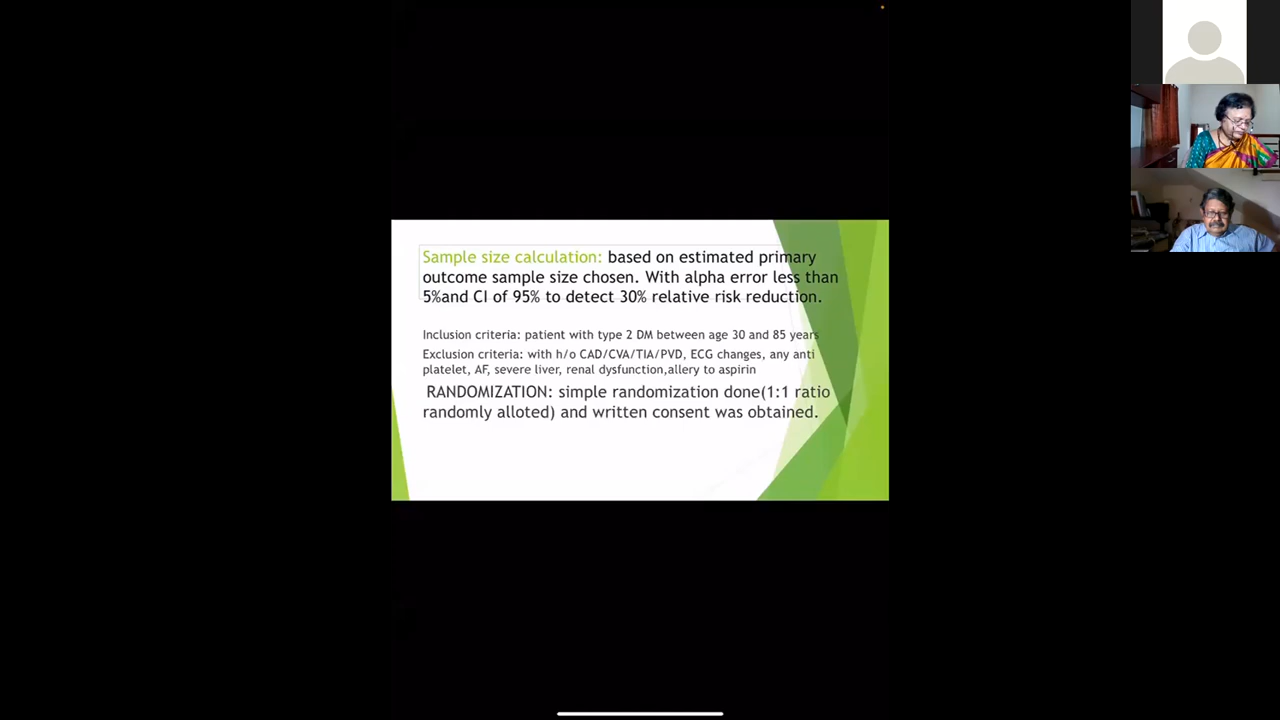 Sample size calculation: based on estimated primary
outcome sample size chosen. With alpha error less than
5%and CI of 95% to detect 30% relative risk reduction.
Inclusion criteria: patient with type 2 DM between age 30 and 85 years
Exclusion criteria: with h/o CAD/CVA/TIA/PVD, ECG changes, any anti
platelet, AF, severe liver, renal dysfunction,allery to aspirin
RANDOMIZATION: simple randomization done(1:1 ratio
randomly alloted) and written consent was obtained.